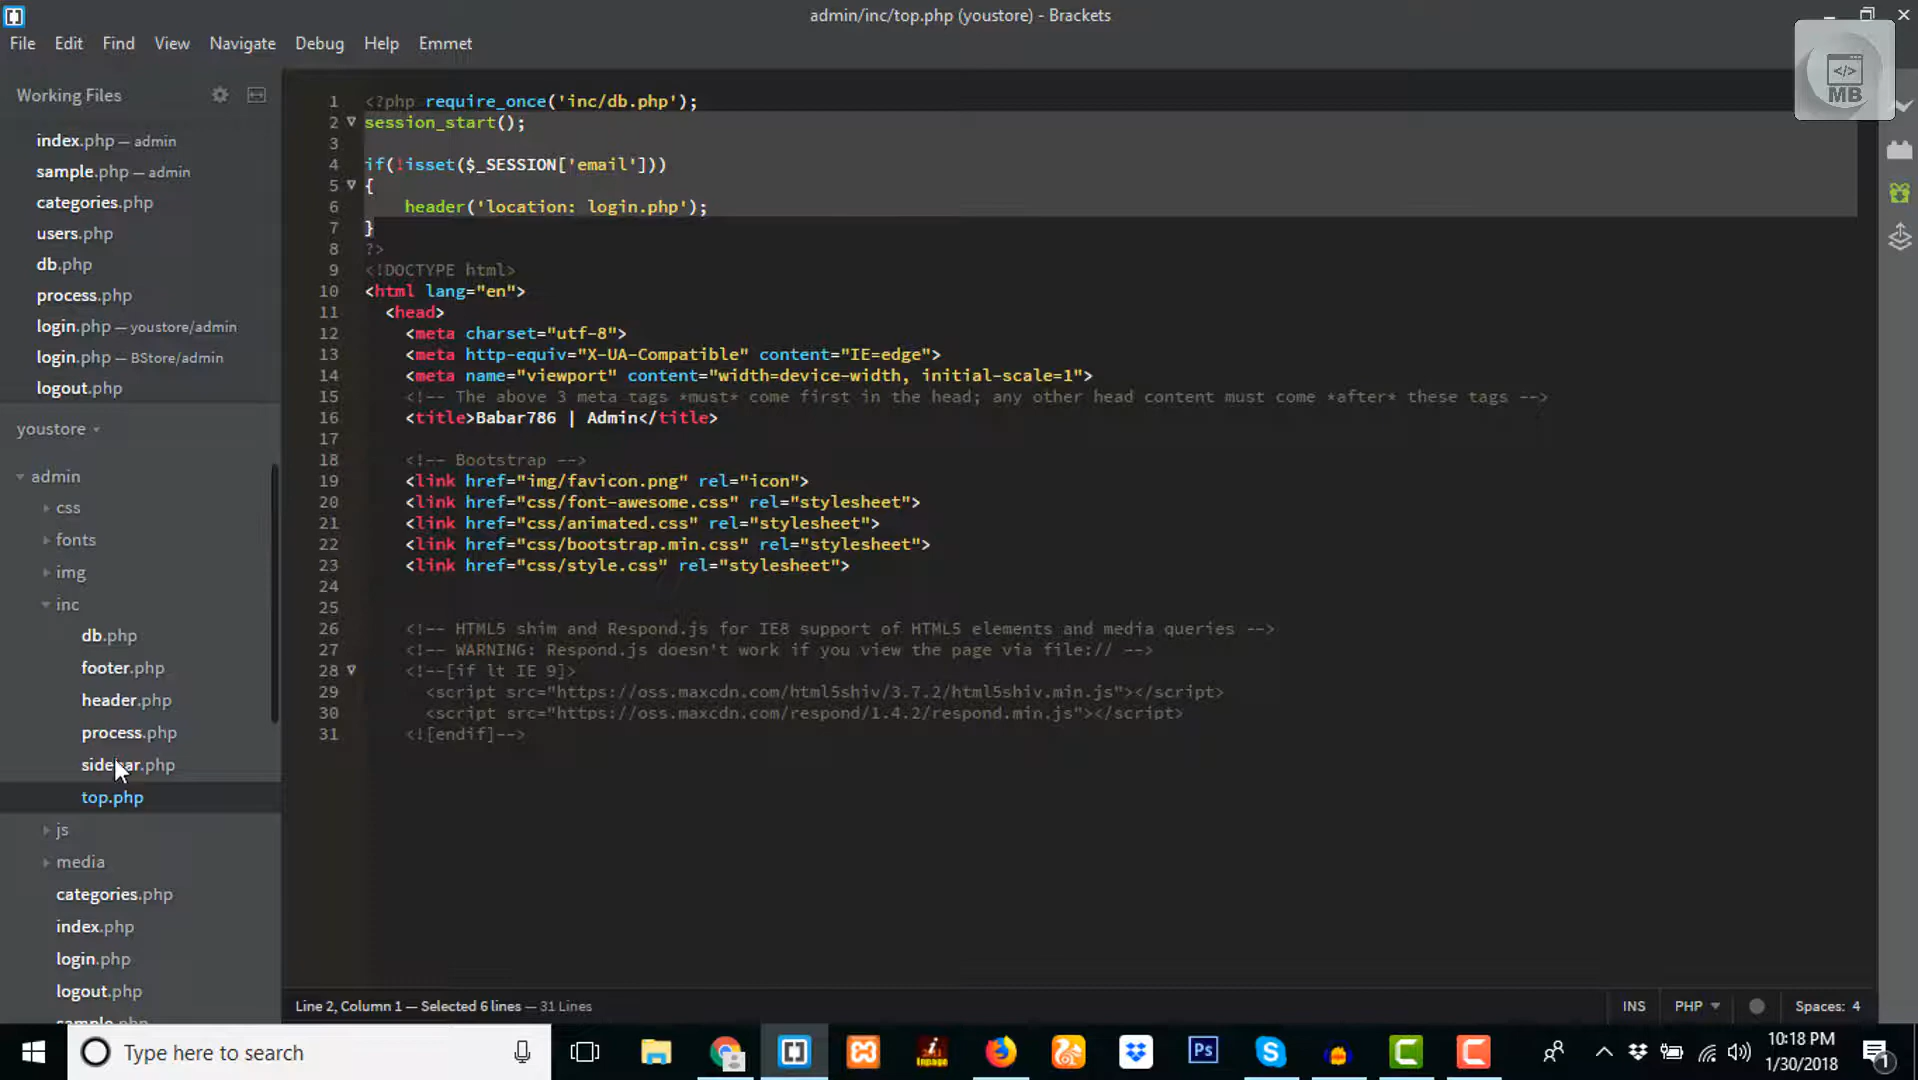 admin/inc/top.php (youstore) - Brackets
File Edit Find View Navigate Debug Help Emmet
</>
MB
Working Files
index.php — admin
sample.php — admin
categories.php
users.php
db.php
process.php
login.php — youstore/admin
login.php — BStore/admin
logout.php
youstore
admin
css
fonts
img
inc
db.php
footer.php
header.php
process.php
sidebar.php
top.php
js
media
categories.php
index.php
login.php
logout.php
sample.php
1 <?php require_once('inc/db.php');
2 session_start();
3
4 if(!isset($_SESSION['email']))
5 {
6 header('location: login.php');
7 }
8 ?>
9 <!DOCTYPE html>
10 <html lang="en">
11 <head>
12 <meta charset="utf-8">
13 <meta http-equiv="X-UA-Compatible" content="IE=edge">
14 <meta name="viewport" content="width=device-width, initial-scale=1">
15 <!-- The above 3 meta tags *must* come first in the head; any other head content must come *after* these tags -->
16 <title>Babar786 | Admin</title>
17
18 <!-- Bootstrap -->
19 <link href="img/favicon.png" rel="icon">
20 <link href="css/font-awesome.css" rel="stylesheet">
21 <link href="css/animated.css" rel="stylesheet">
22 <link href="css/bootstrap.min.css" rel="stylesheet">
23 <link href="css/style.css" rel="stylesheet">
24
25
26 <!-- HTML5 shim and Respond.js for IE8 support of HTML5 elements and media queries -->
27 <!-- WARNING: Respond.js doesn't work if you view the page via file:// -->
28 <!--[if lt IE 9]>
29 <script src="https://oss.maxcdn.com/html5shiv/3.7.2/html5shiv.min.js"></script>
30 <script src="https://oss.maxcdn.com/respond/1.4.2/respond.min.js"></script>
31 <![endif]-->
Line 2, Column 1 — Selected 6 lines — 31 Lines
INS PHP Spaces: 4
Type here to search
Inpage
Ps
10:18 PM
1/30/2018
1